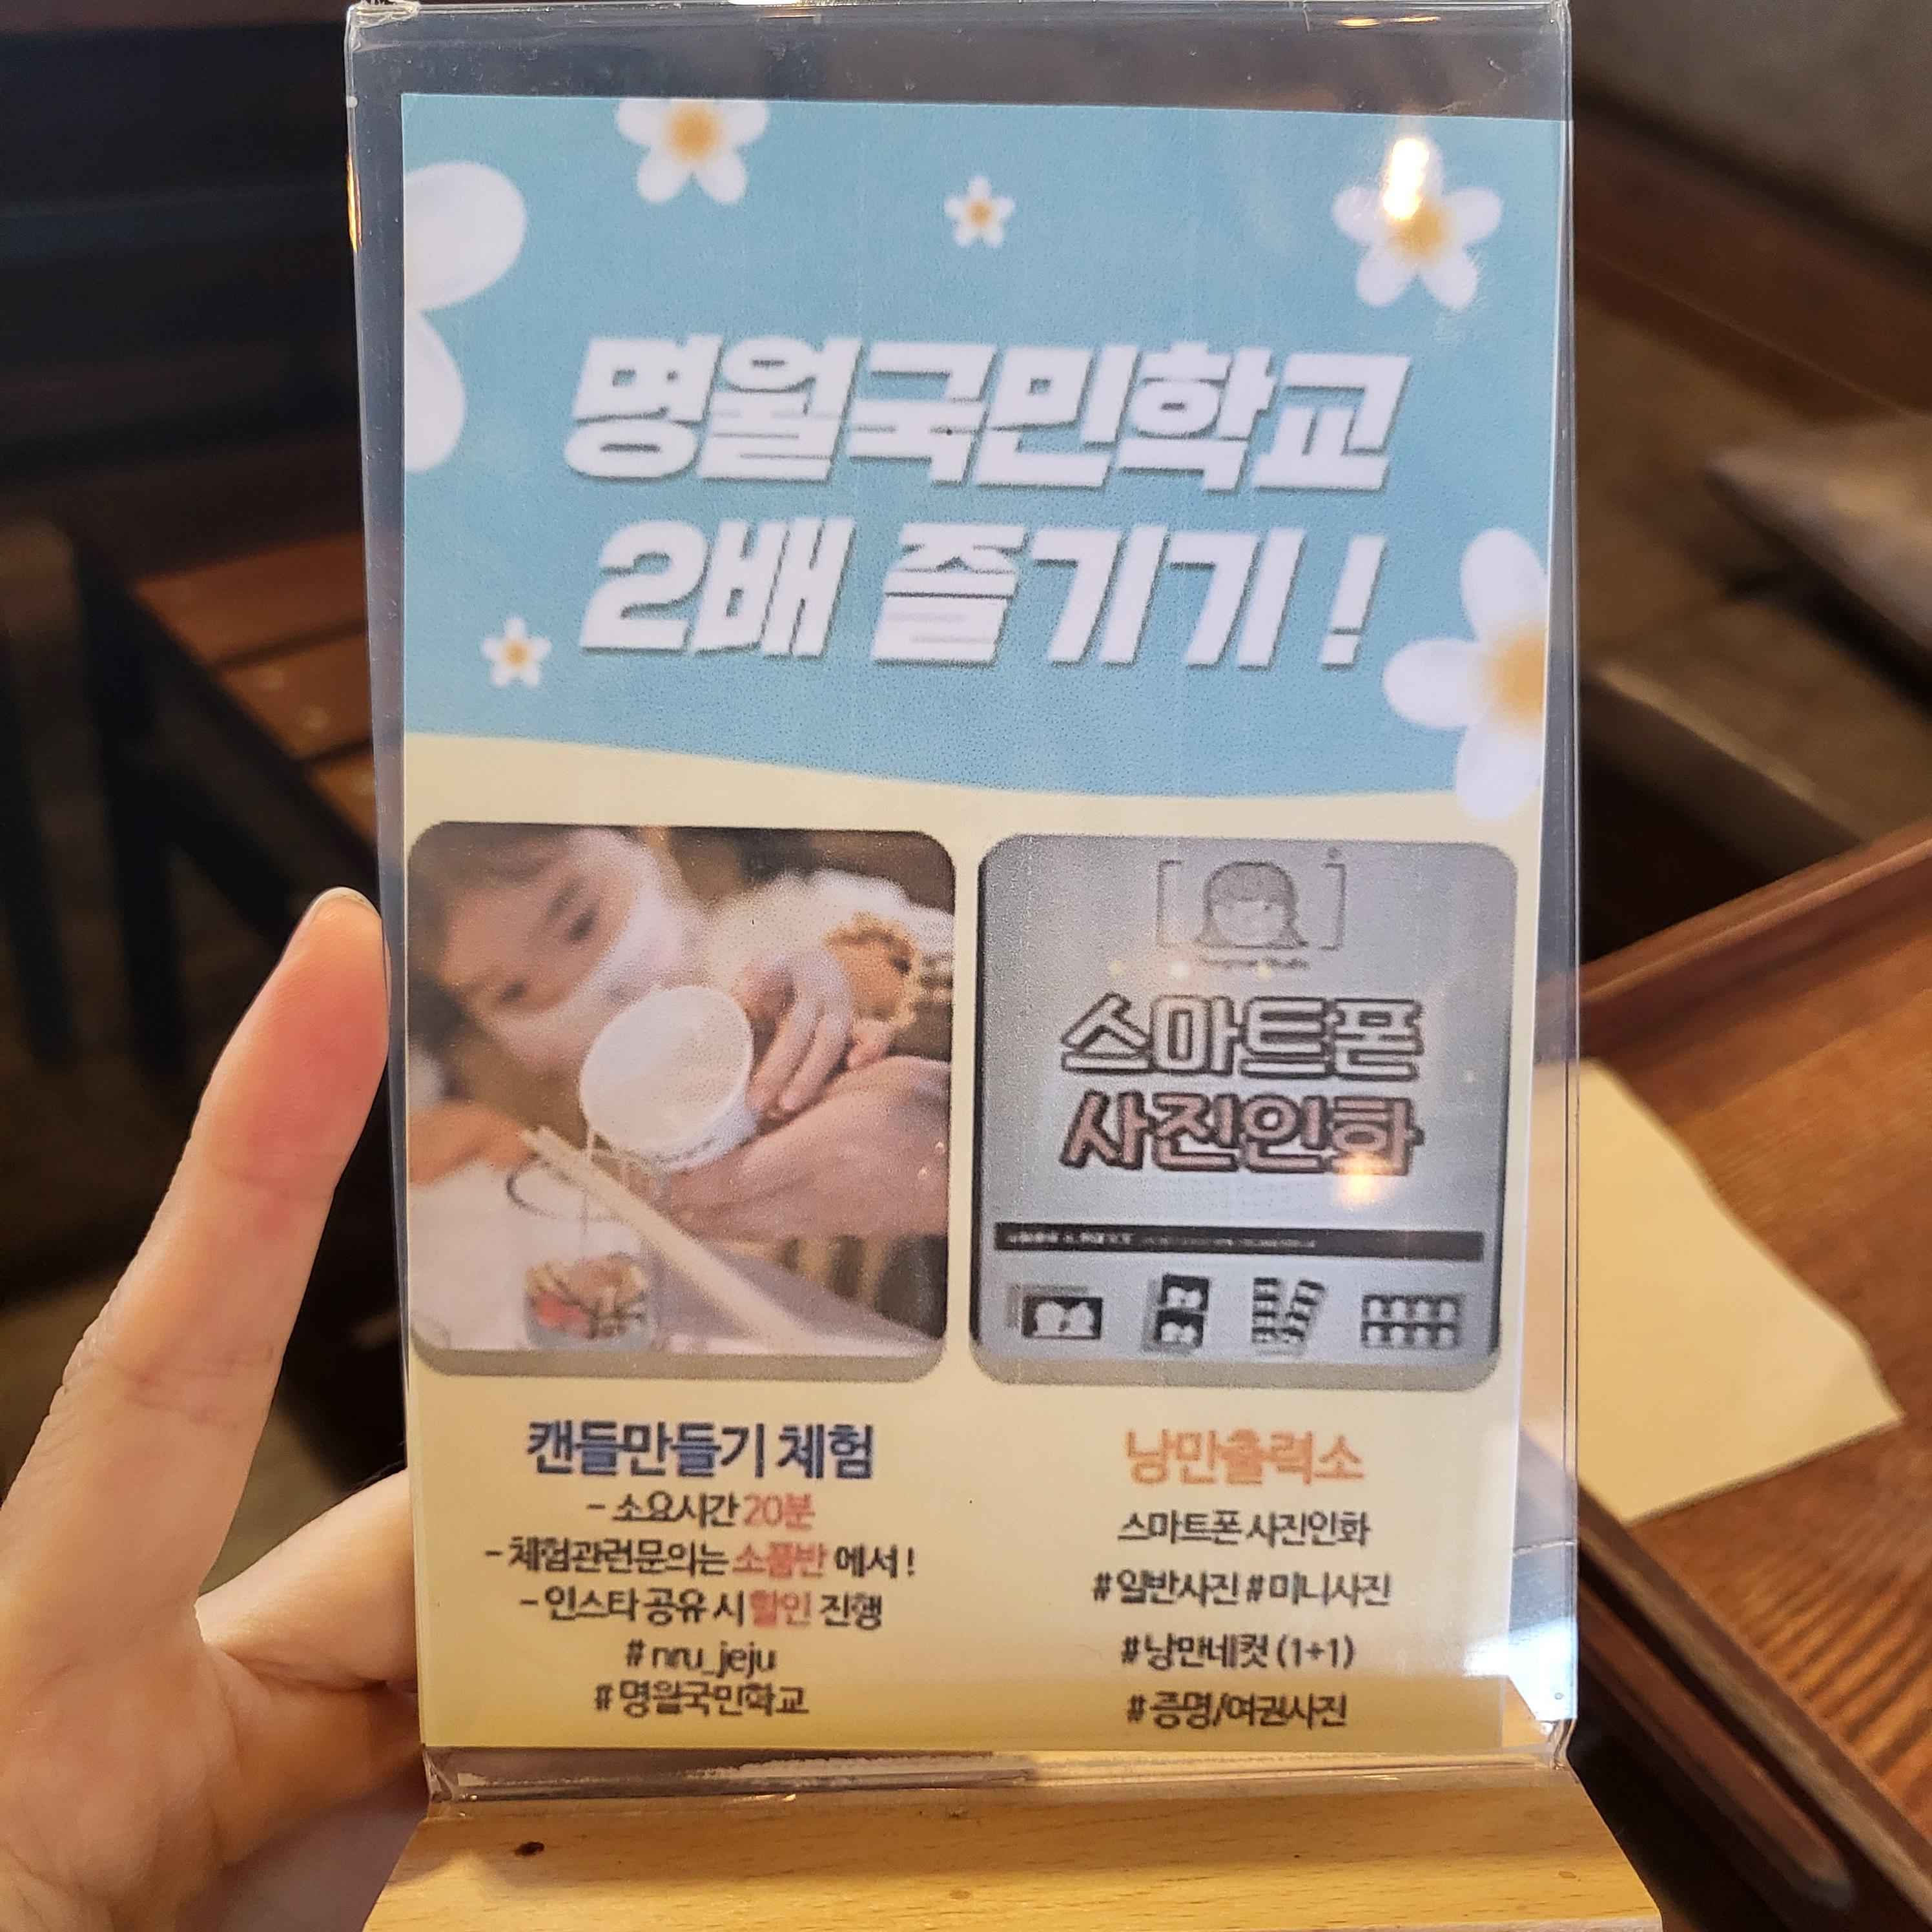 명월국민학교
2배 즐기기 !
스마트폰
사진인화
캔들만들기 체험
- 소요시간 20분
- 체험관련문의는 소품반 에서 !
- 인스타 공유 시 할인 진행
# nru_jeju
# 명월국민학교
낭만출력소
스마트폰 사진인화
#일반사진 #미니사진
#낭만네컷 (1+1)
# 증명/여권사진